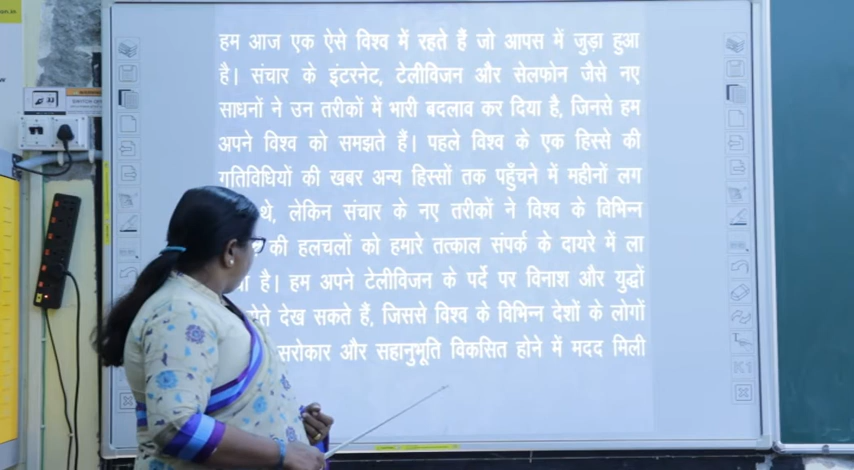 हम आज एक ऐसे विश्व में रहते हैं जो आपस में जुड़ा हुआ
है। संचार के इंटरनेट, टेलीविजन और सेलफोन जैसे नए
साधनों ने उन तरीकों में भारी बदलाव कर दिया है, जिनसे हम
अपने विश्व को समझते हैं। पहले विश्व के एक हिस्से की
गतिविधियों की खबर अन्य हिस्सों तक पहुँचने में महीनों लग
थे, लेकिन संचार के नए तरीकों ने विश्व के विभिन्न
की हलचलों को हमारे तत्काल संपर्क के दायरे में ला
है। हम अपने टेलीविजन के पर्दे पर विनाश और युद्धों
देख सकते हैं, जिससे विश्व के विभिन्न देशों के लोगों
सरोकार और सहानुभूति विकसित होने में मदद मिली